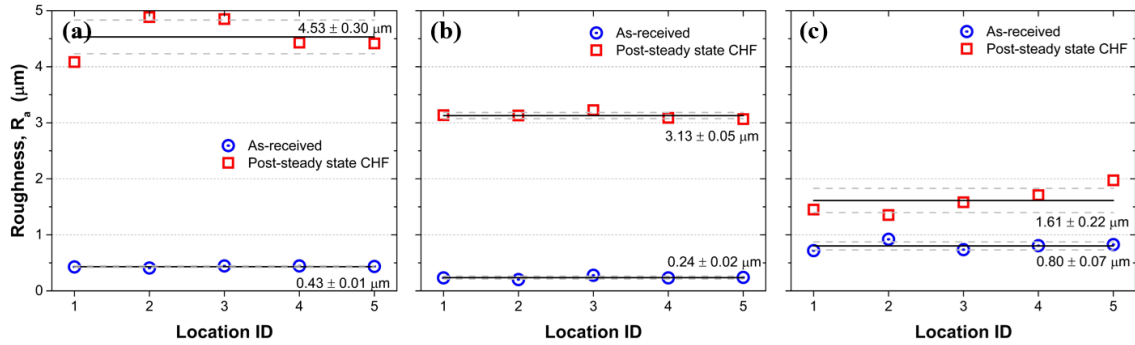 Roughness, Rₐ (μm)
5
4
3
2
1
0
(a)
4.53 ± 0.30 μm
As-received
Post-steady state CHF
0.43 ± 0.01 μm
1 2 3 4 5
Location ID
(b)
As-received
Post-steady state CHF
3.13 ± 0.05 μm
0.24 ± 0.02 μm
1 2 3 4 5
Location ID
(c)
As-received
Post-steady state CHF
1.61 ± 0.22 μm
0.80 ± 0.07 μm
1 2 3 4 5
Location ID